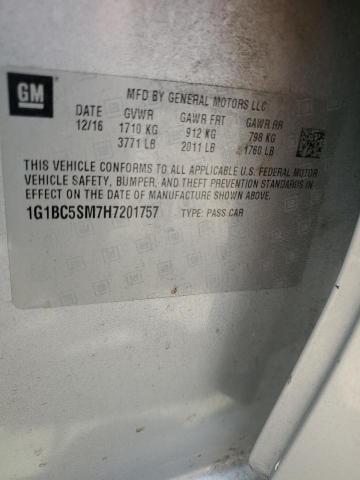 GM
MFD BY GENERAL MOTORS LLC
DATE GVWR GAWR FRT GAWR RR
12/16 1710 KG 912 KG 798 KG
3771 LB 2011 LB 1760 LB
THIS VEHICLE CONFORMS TO ALL APPLICABLE U.S. FEDERAL MOTOR
VEHICLE SAFETY, BUMPER, AND THEFT PREVENTION STANDARDS
IN EFFECT ON THE DATE OF MANUFACTURE SHOWN ABOVE.
1G1BC5SM7H7201757 TYPE: PASS CAR